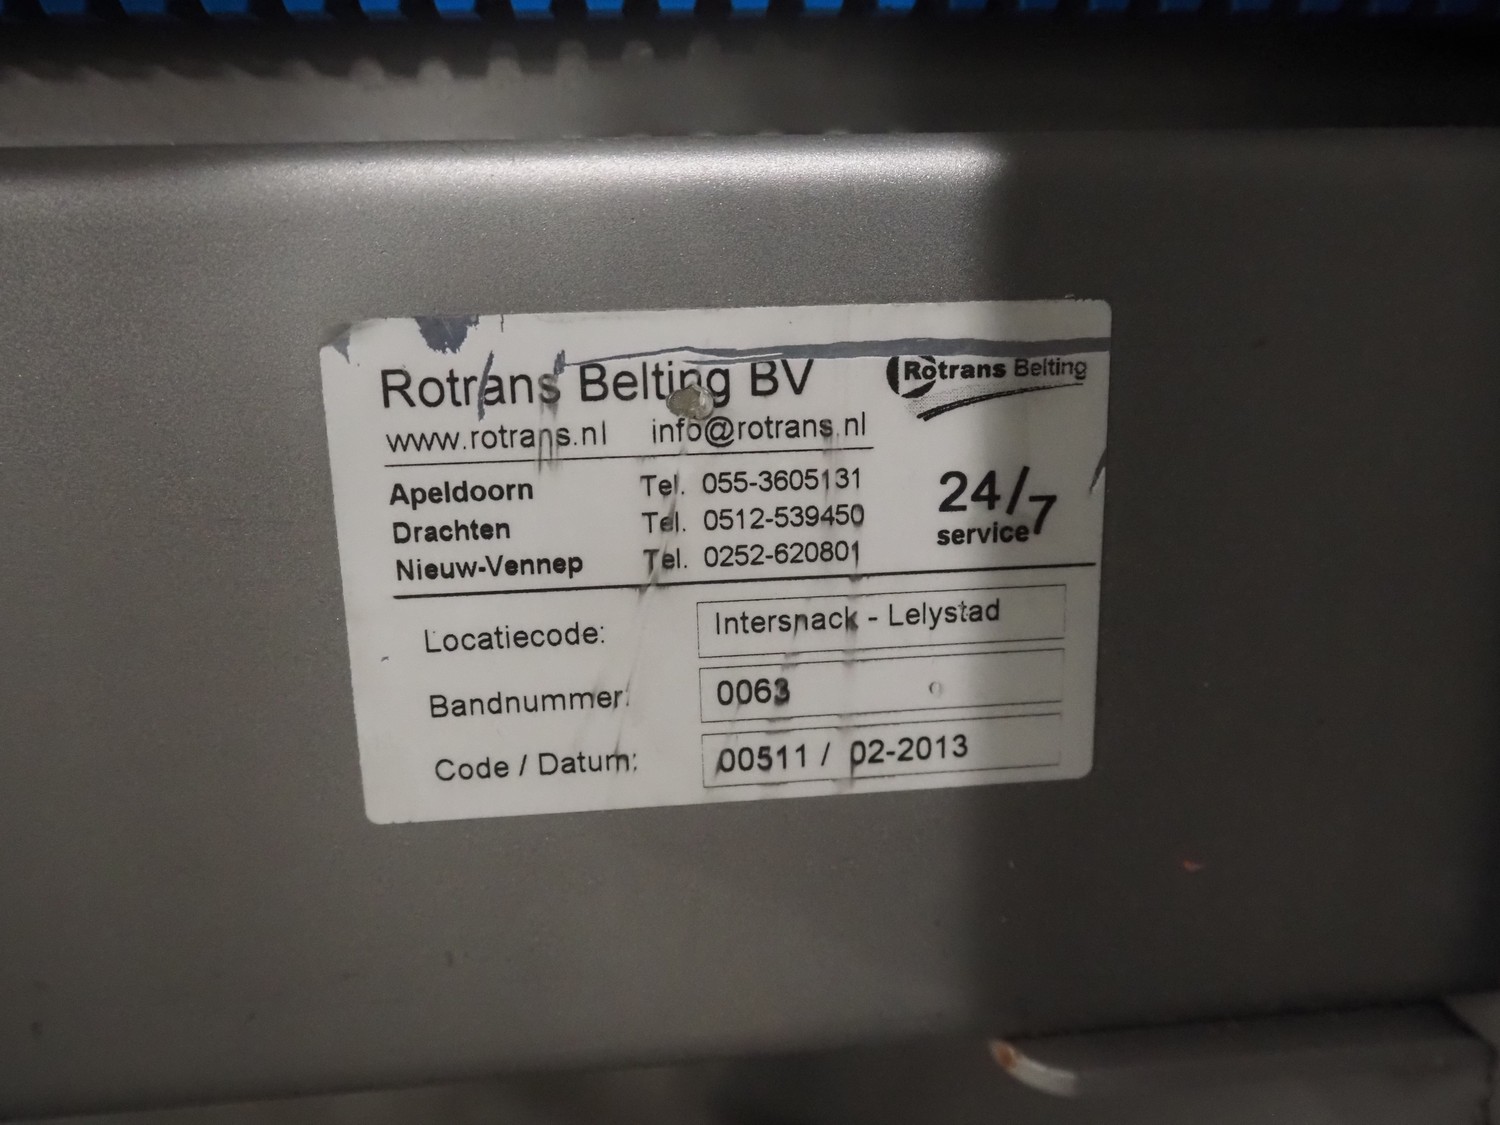 Rotrans Belting BV
Rotrans Belting
www.rotrans.nl info@rotrans.nl
Apeldoorn Tel. 055-3605131
Drachten Tel. 0512-539450
Nieuw-Vennep Tel. 0252-620801
24/7
service
Locatiecode: Intersnack - Lelystad
Bandnummer: 0063
Code / Datum: 00511 / 02-2013